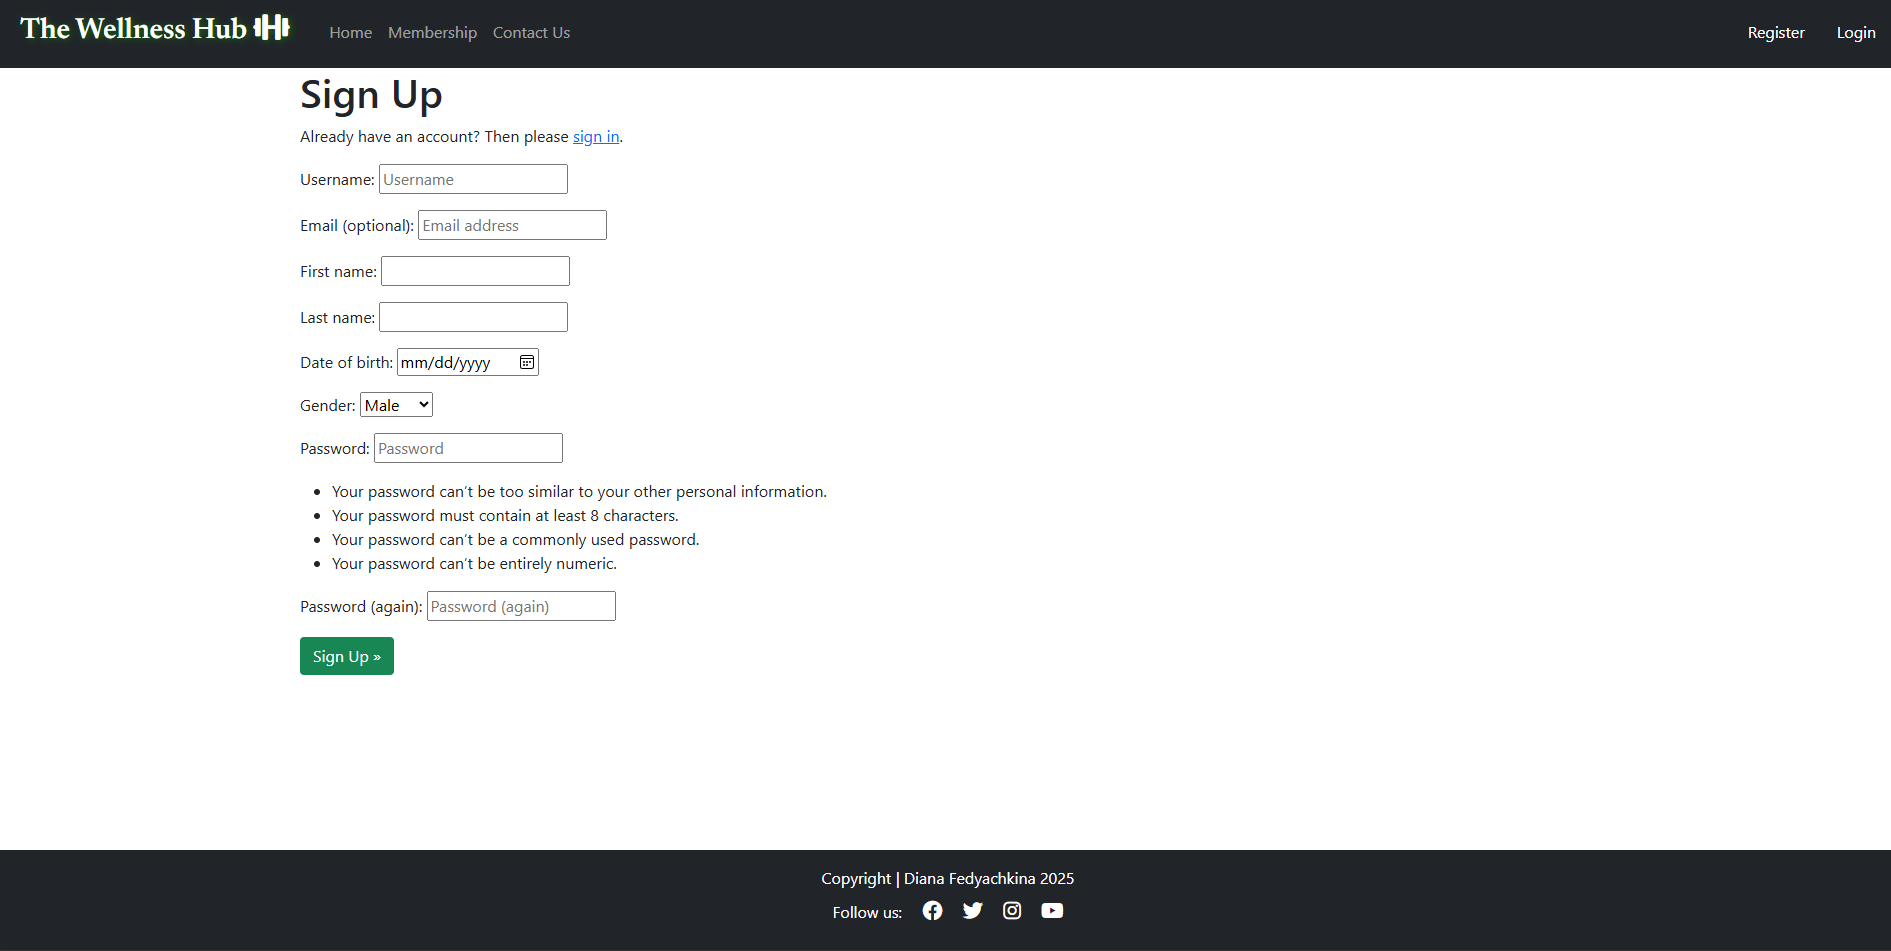 The Wellness Hub
Home Membership Contact Us
Register Login
Sign Up
Already have an account? Then please sign in.
Username: Username
Email (optional): Email address
First name:
Last name:
Date of birth: mm/dd/yyyy
Gender: Male
Password: Password
Your password can’t be too similar to your other personal information.
Your password must contain at least 8 characters.
Your password can’t be a commonly used password.
Your password can’t be entirely numeric.
Password (again): Password (again)
Sign Up »
Copyright | Diana Fedyachkina 2025
Follow us: